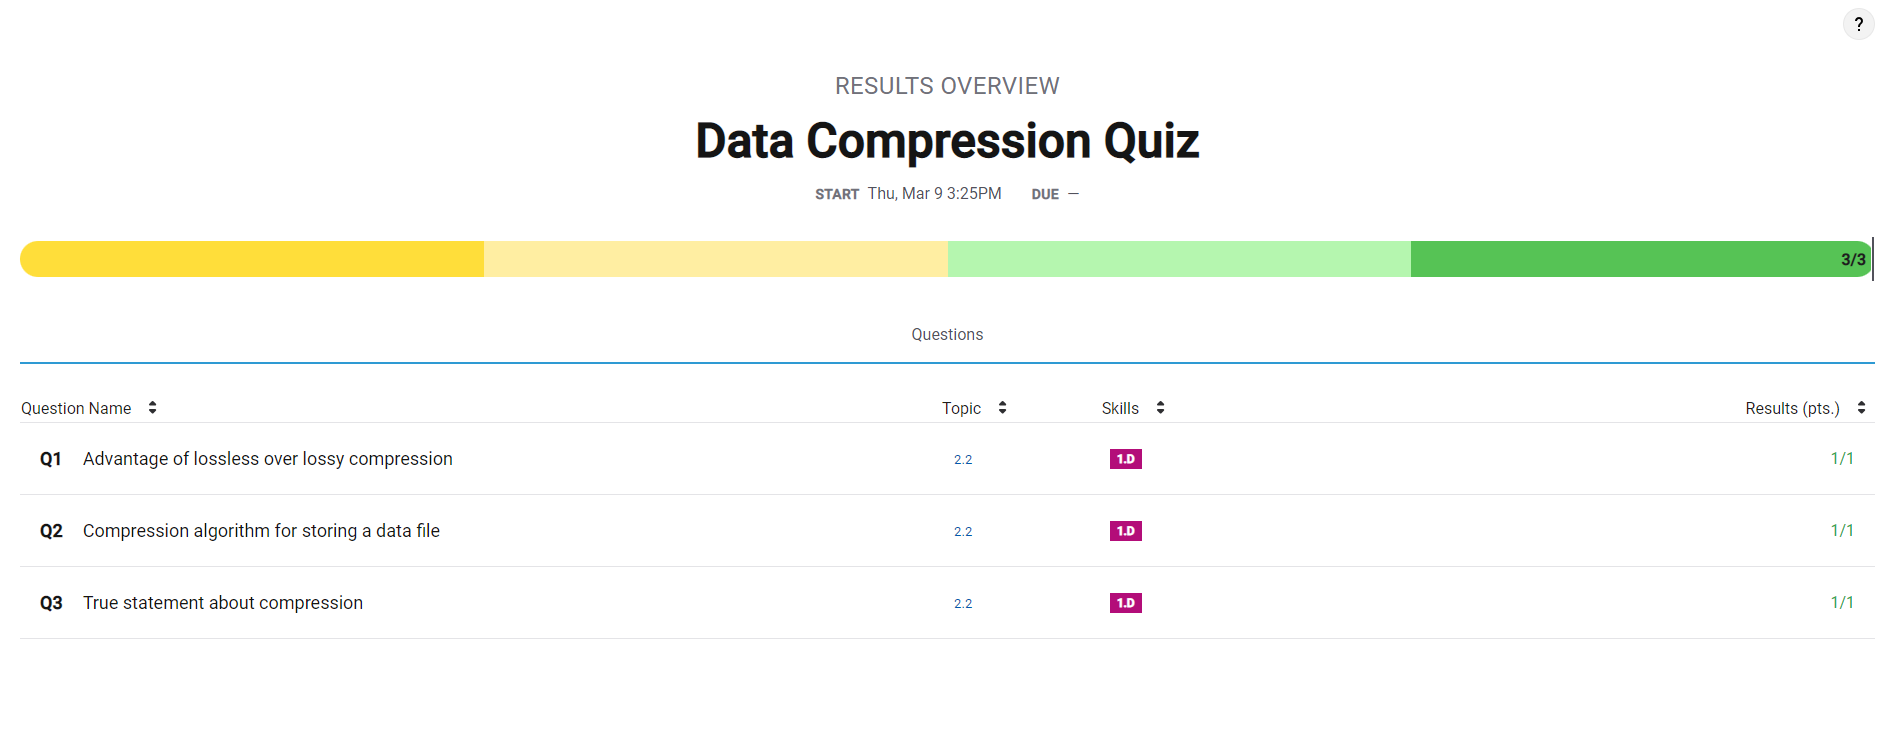 ?
RESULTS OVERVIEW
Data Compression Quiz
START Thu, Mar 9 3:25PM DUE —
3/3
Questions
Question Name Topic Skills Results (pts.)
Q1 Advantage of lossless over lossy compression 2.2 1.D 1/1
Q2 Compression algorithm for storing a data file 2.2 1.D 1/1
Q3 True statement about compression 2.2 1.D 1/1